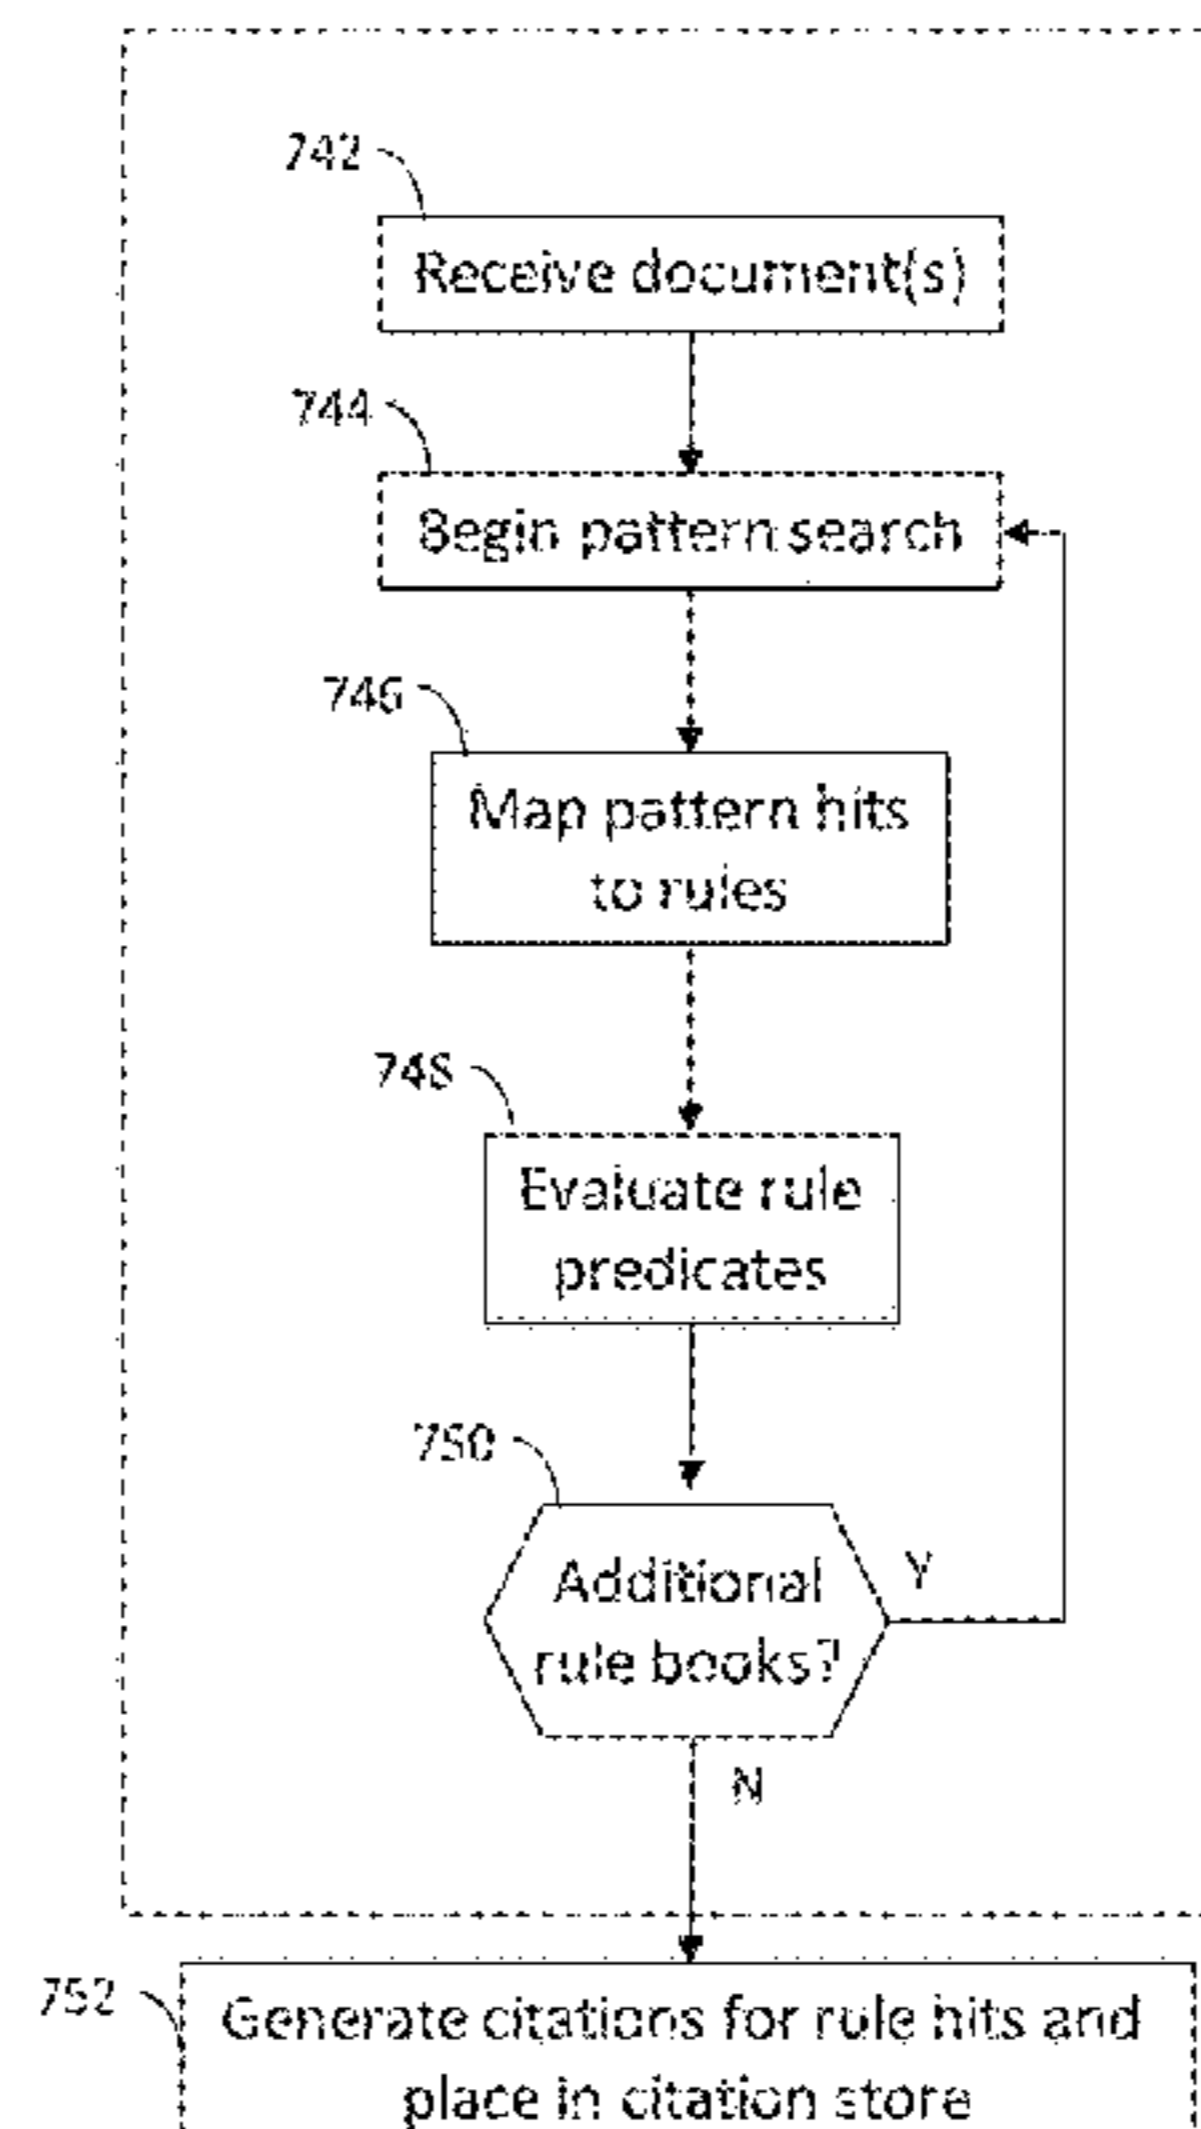 742
Receive document(s)
744
Begin pattern search
746
Map pattern hits
to rules
748
Evaluate rule
predicates
750
Additional
rule books?
Y
N
752
Generate citations for rule hits and
place in citation store